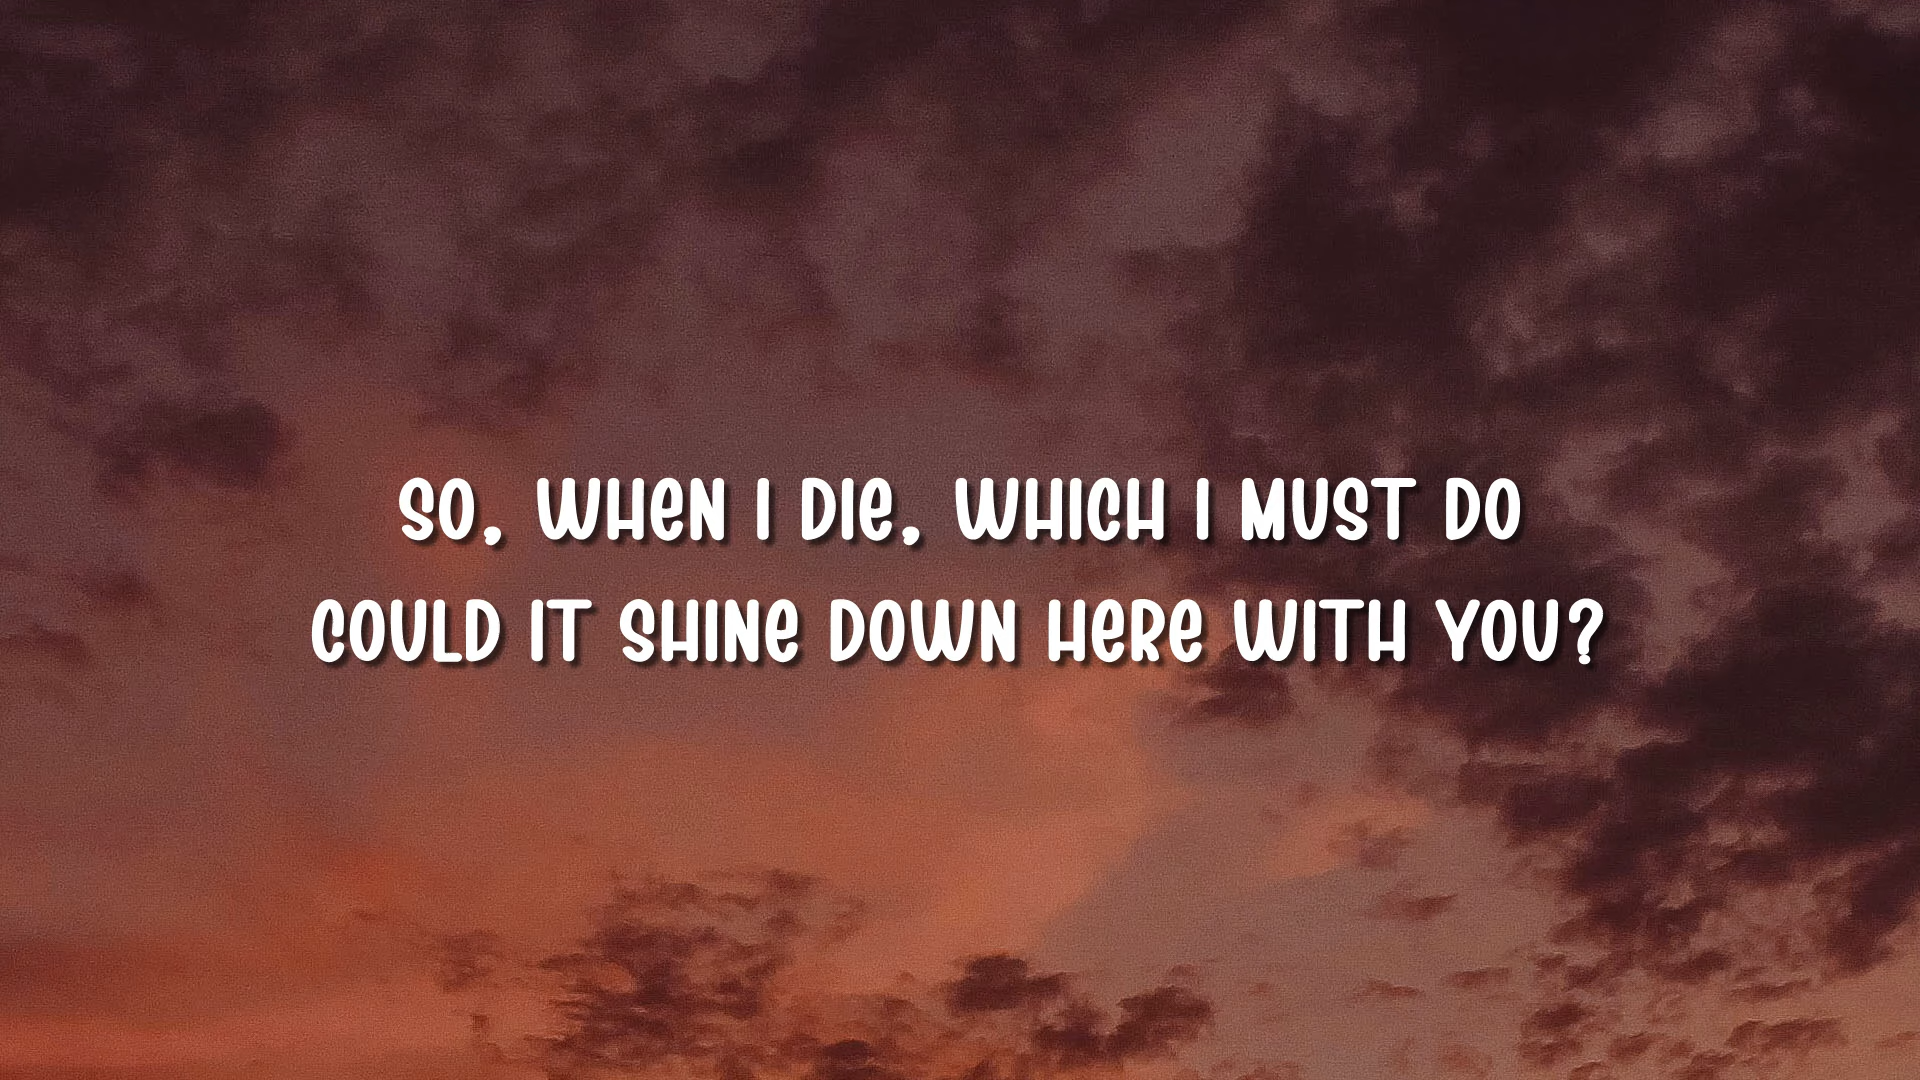 SO, WHEN I DIE, WHICH I MUST DO
COULD IT SHINE DOWN HERE WITH YOU?